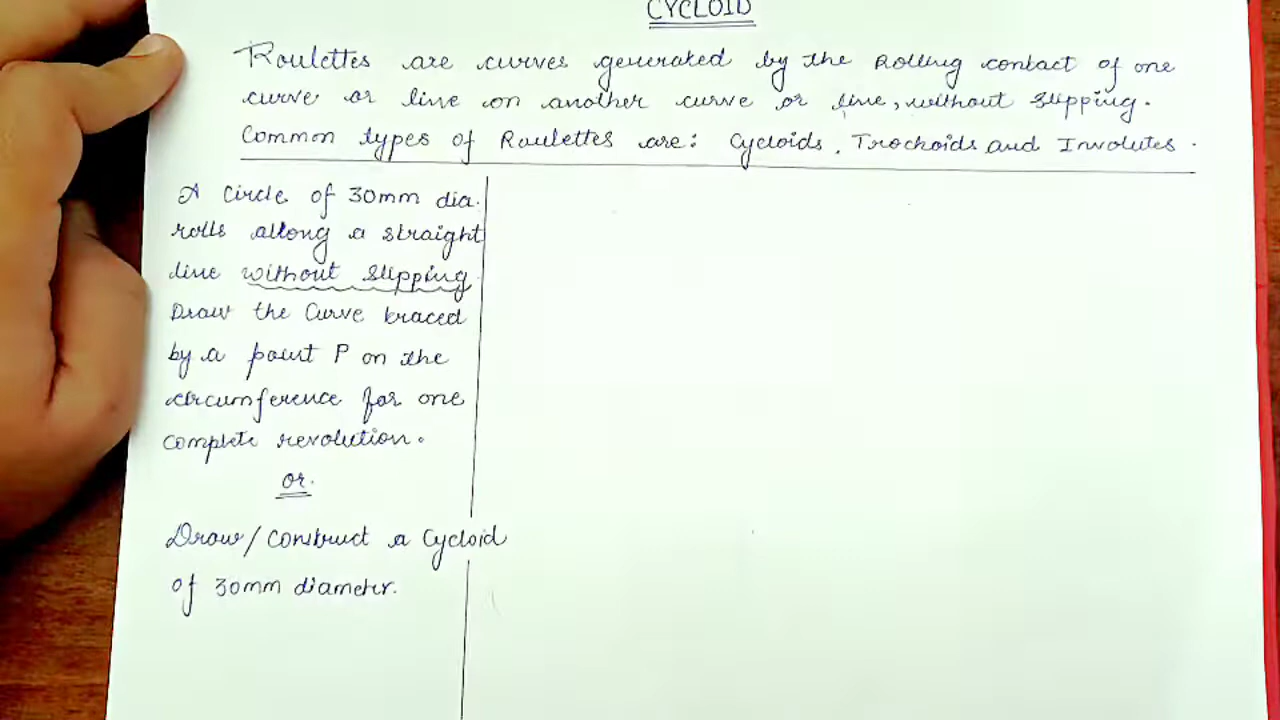 CYCLOID
Roulettes are curves generated by the Rolling contact of one
curve or line on another curve or line, without slipping.
Common types of Roulettes are: Cycloids, Trochoids and Involutes.
A Circle of 30mm dia.
rolls allong a straight
line without slipping
Draw the Curve traced
by a point P on the
circumference for one
complete revolution.
or.
Draw/Construct a Cycloid
of 30mm diameter.